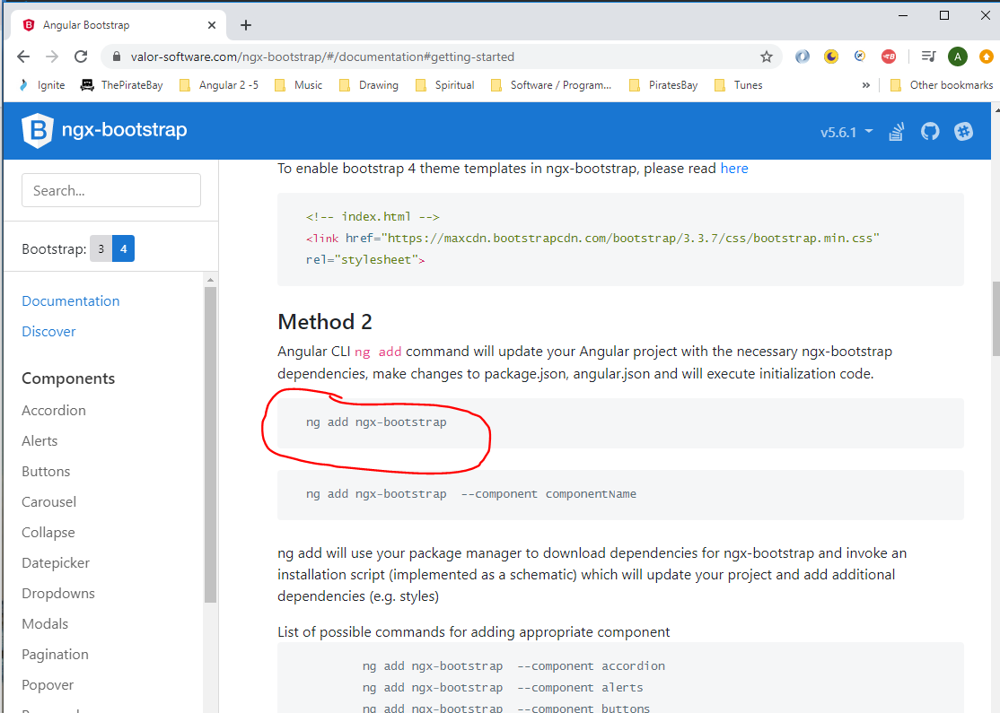 Angular Bootstrap
valor-software.com/ngx-bootstrap/#/documentation#getting-started
A
Ignite ThePirateBay Angular 2 -5 Music Drawing Spiritual Software / Program... PiratesBay Tunes » Other bookmarks
B ngx-bootstrap v5.6.1
Search...
Bootstrap: 3 4
Documentation
Discover
Components
Accordion
Alerts
Buttons
Carousel
Collapse
Datepicker
Dropdowns
Modals
Pagination
Popover
To enable bootstrap 4 theme templates in ngx-bootstrap, please read here
<!-- index.html -->
<link href="https://maxcdn.bootstrapcdn.com/bootstrap/3.3.7/css/bootstrap.min.css"
rel="stylesheet">
Method 2
Angular CLI ng add command will update your Angular project with the necessary ngx-bootstrap
dependencies, make changes to package.json, angular.json and will execute initialization code.
ng add ngx-bootstrap
ng add ngx-bootstrap --component componentName
ng add will use your package manager to download dependencies for ngx-bootstrap and invoke an
installation script (implemented as a schematic) which will update your project and add additional
dependencies (e.g. styles)
List of possible commands for adding appropriate component
ng add ngx-bootstrap --component accordion
ng add ngx-bootstrap --component alerts
ng add ngx-bootstrap --component buttons